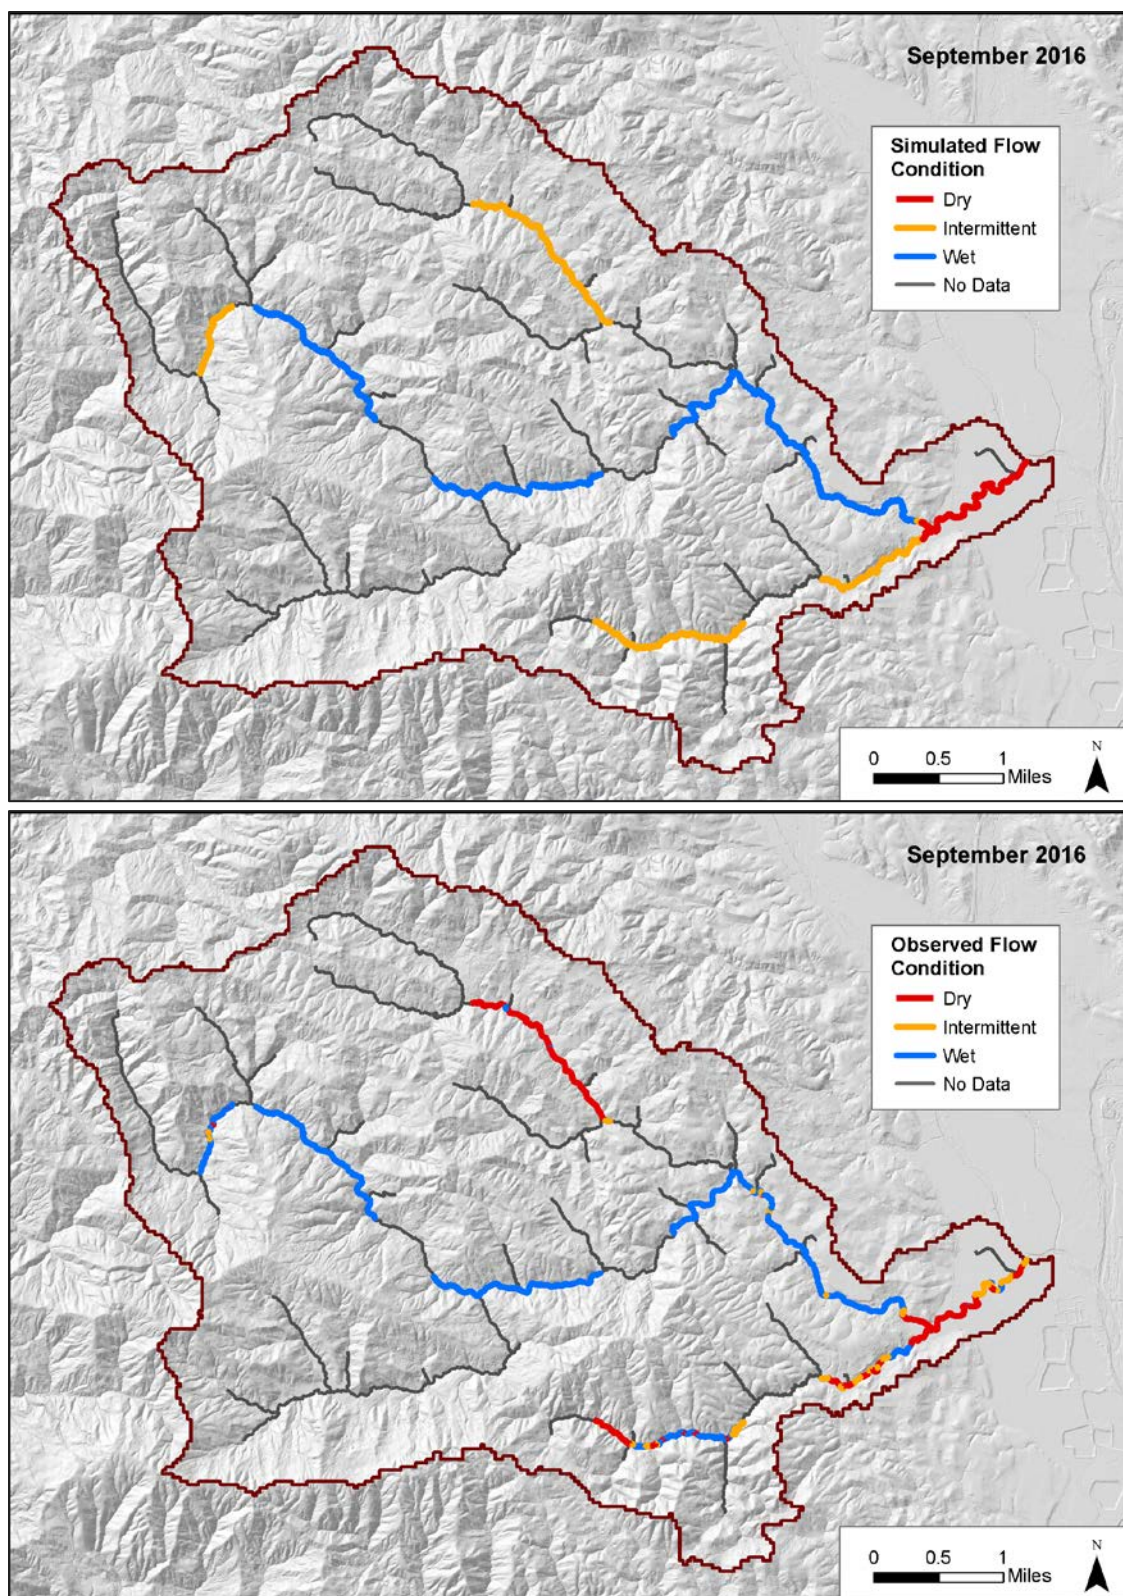 September 2016
Simulated Flow
Condition
Dry
Intermittent
Wet
No Data
N
0 0.5 1
Miles
September 2016
Observed Flow
Condition
Dry
Intermittent
Wet
No Data
N
0 0.5 1
Miles